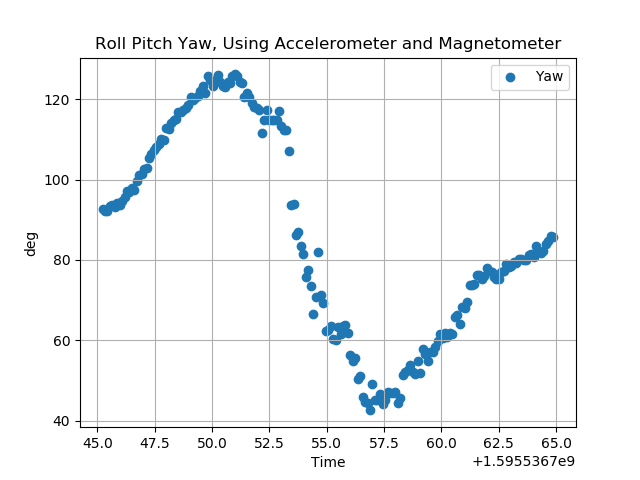 Roll Pitch Yaw, Using Accelerometer and Magnetometer
Yaw
120
100
80
60
40
deg
45.0 47.5 50.0 52.5 55.0 57.5 60.0 62.5 65.0
Time
+1.5955367e9